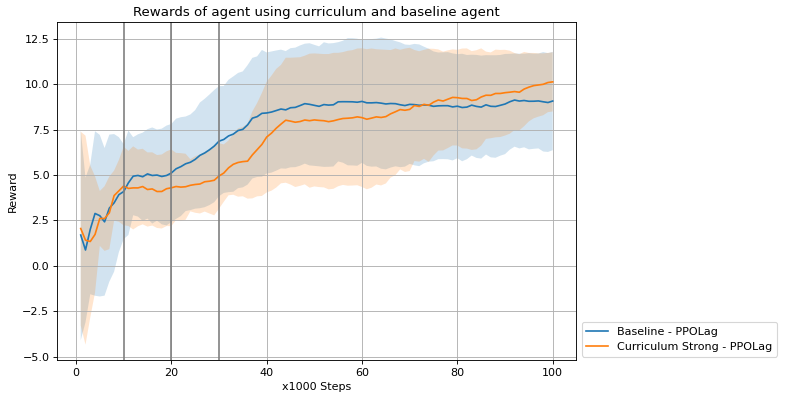 Rewards of agent using curriculum and baseline agent
12.5
10.0
7.5
5.0
2.5
0.0
−2.5
−5.0
Reward
0 20 40 60 80 100
x1000 Steps
Baseline - PPOLag
Curriculum Strong - PPOLag